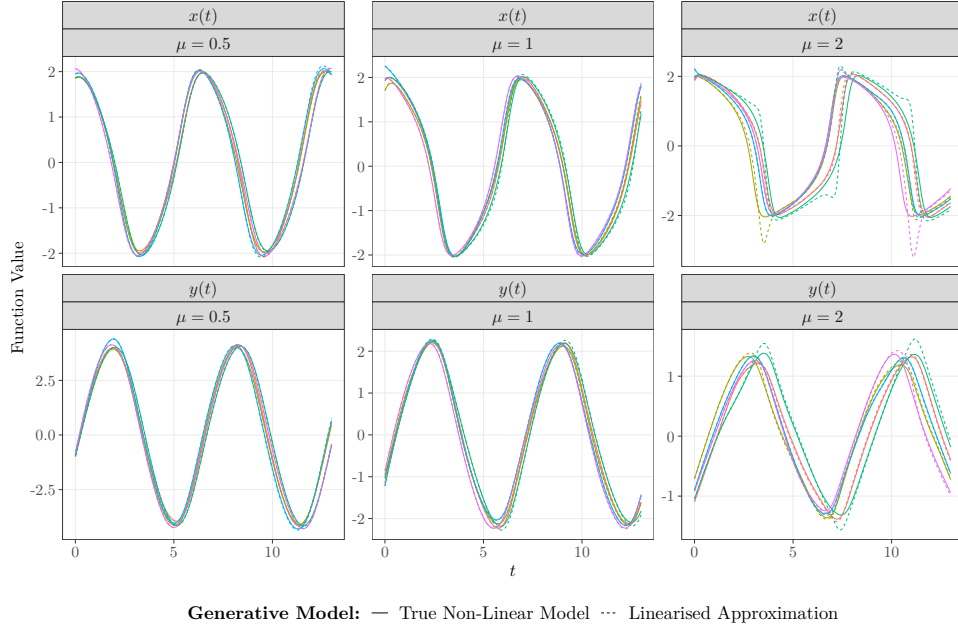 x(t)
x(t)
x(t)
μ = 0.5
μ = 1
μ = 2
2
1
0
-1
-2
2
1
0
-1
-2
2
0
-2
y(t)
y(t)
y(t)
μ = 0.5
μ = 1
μ = 2
2.5
0.0
-2.5
2
1
0
-1
-2
1
0
-1
0
5
10
0
5
10
0
5
10
Function Value
t
Generative Model: True Non-Linear Model Linearised Approximation